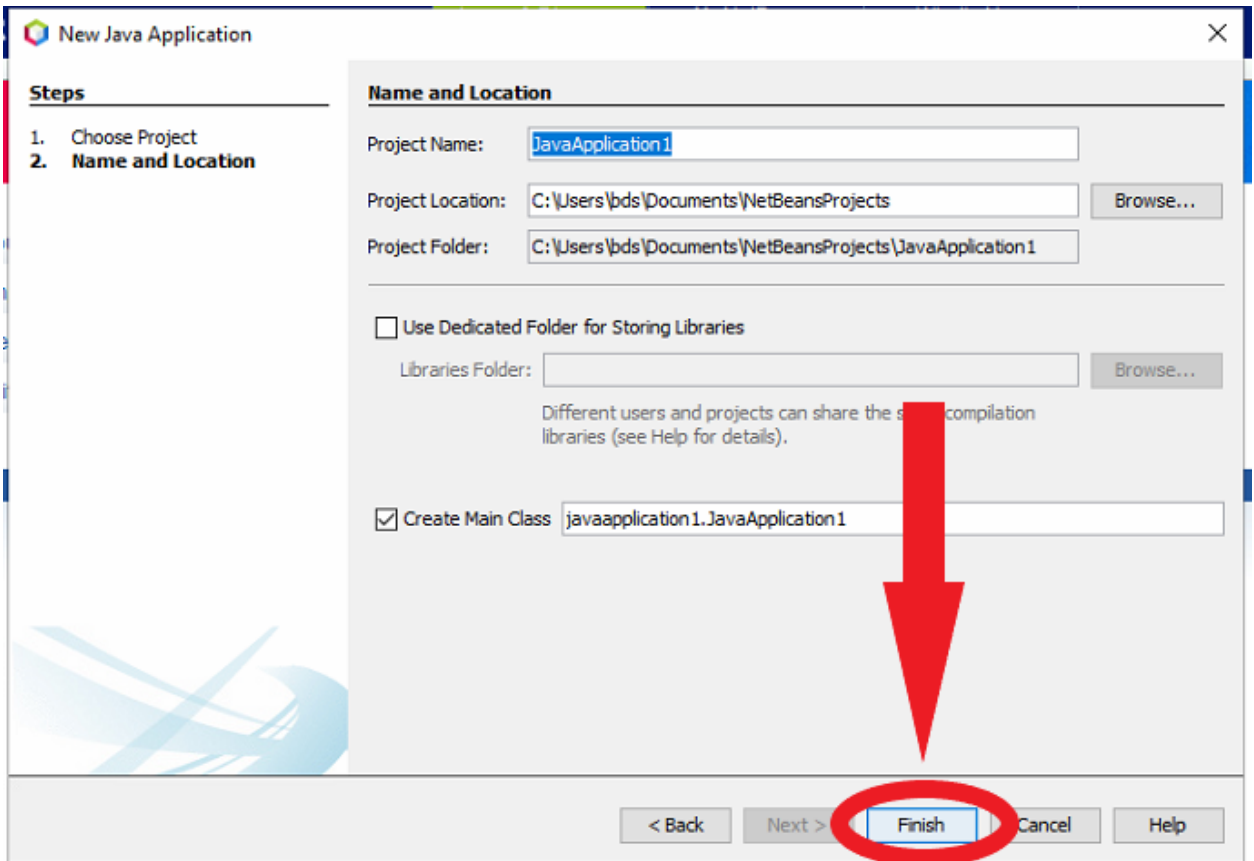 New Java Application
Steps
1. Choose Project
2. Name and Location
Name and Location
Project Name: JavaApplication1
Project Location: C:\Users\bds\Documents\NetBeansProjects Browse...
Project Folder: C:\Users\bds\Documents\NetBeansProjects\JavaApplication1
Use Dedicated Folder for Storing Libraries
Libraries Folder: Browse...
Different users and projects can share the compilation
libraries (see Help for details).
Create Main Class javaapplication1.JavaApplication1
< Back Next > Finish Cancel Help